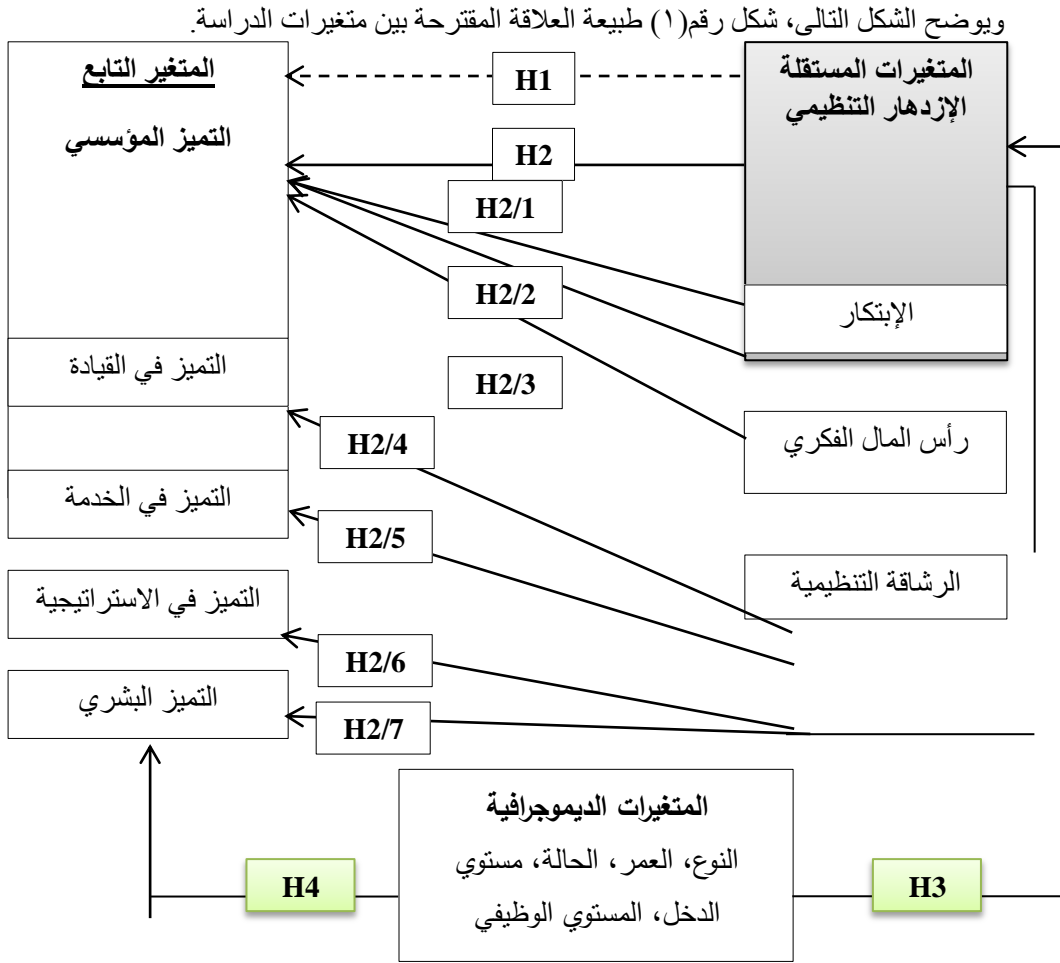 ويوضح الشكل التالى، شكل رقم(١) طبيعة العلاقة المقترحة بين متغيرات الدراسة.
المتغيرات المستقلة
الإزدهار التنظيمي
الإبتكار
رأس المال الفكري
الرشاقة التنظيمية
H1
H2
H2/1
H2/2
H2/3
H2/4
H2/5
H2/6
H2/7
المتغير التابع
التميز المؤسسي
التميز في القيادة
التميز في الخدمة
التميز في الاستراتيجية
التميز البشري
H3
المتغيرات الديموجرافية
النوع، العمر، الحالة، مستوي
الدخل، المستوي الوظيفي
H4